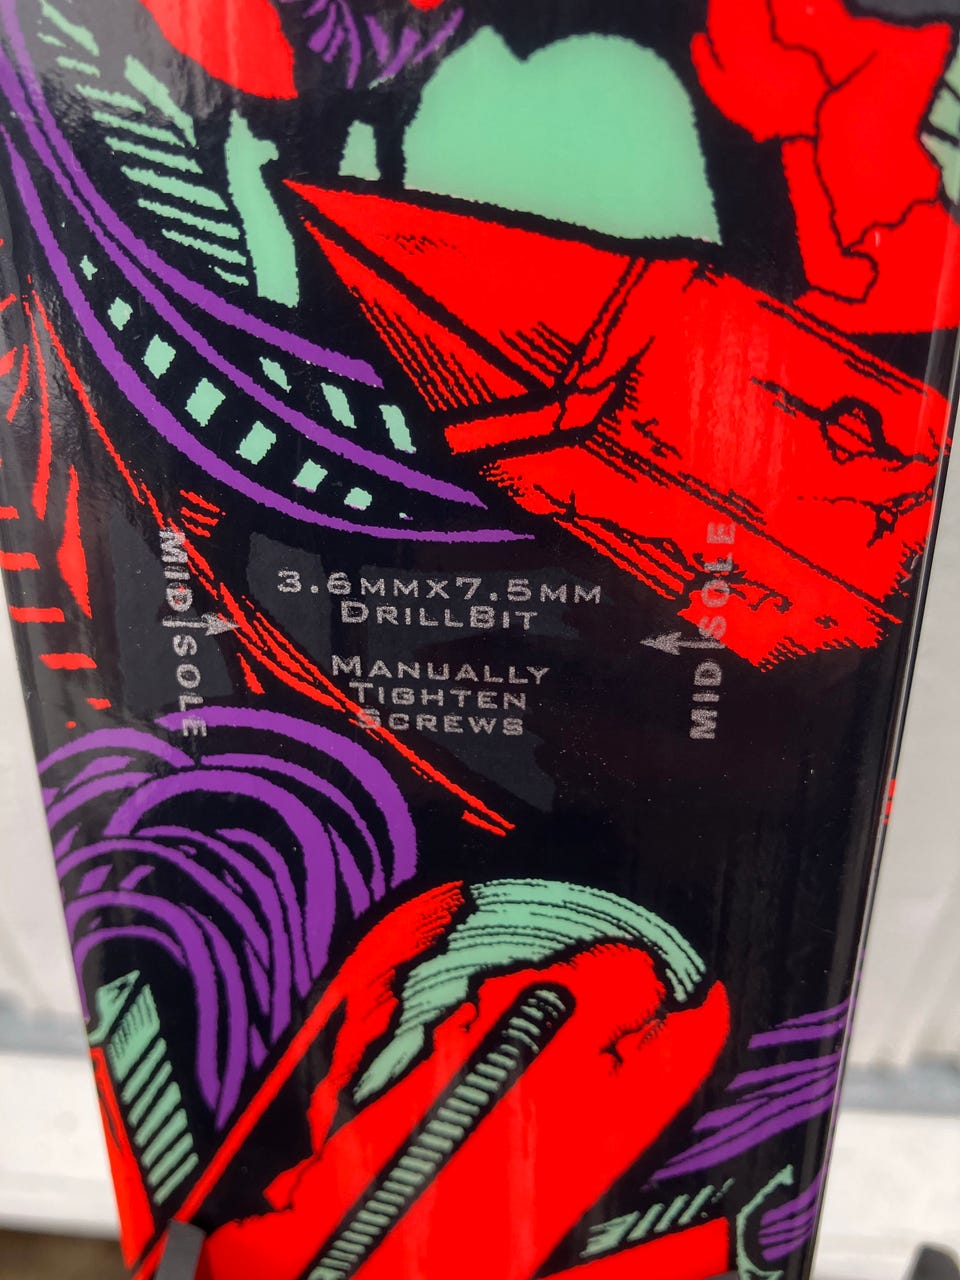 MID|SOLE
3.6MMX7.5MM
DRILLBIT
MANUALLY
TIGHTEN
SCREWS
MID|SOLE